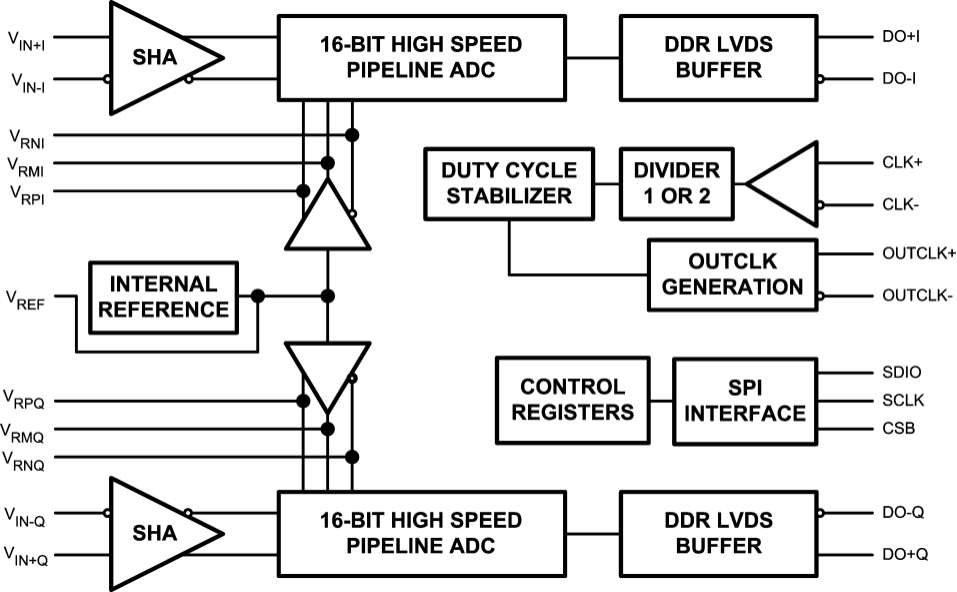 VIN+I
VIN-I
SHA
16-BIT HIGH SPEED
PIPELINE ADC
DDR LVDS
BUFFER
DO+I
DO-I
VRNI
VRMI
VRPI
DUTY CYCLE
STABILIZER
DIVIDER
1 OR 2
CLK+
CLK-
OUTCLK
GENERATION
OUTCLK+
OUTCLK-
VREF
INTERNAL
REFERENCE
CONTROL
REGISTERS
SPI
INTERFACE
SDIO
SCLK
CSB
VRPQ
VRMQ
VRNQ
VIN-Q
VIN+Q
SHA
16-BIT HIGH SPEED
PIPELINE ADC
DDR LVDS
BUFFER
DO-Q
DO+Q